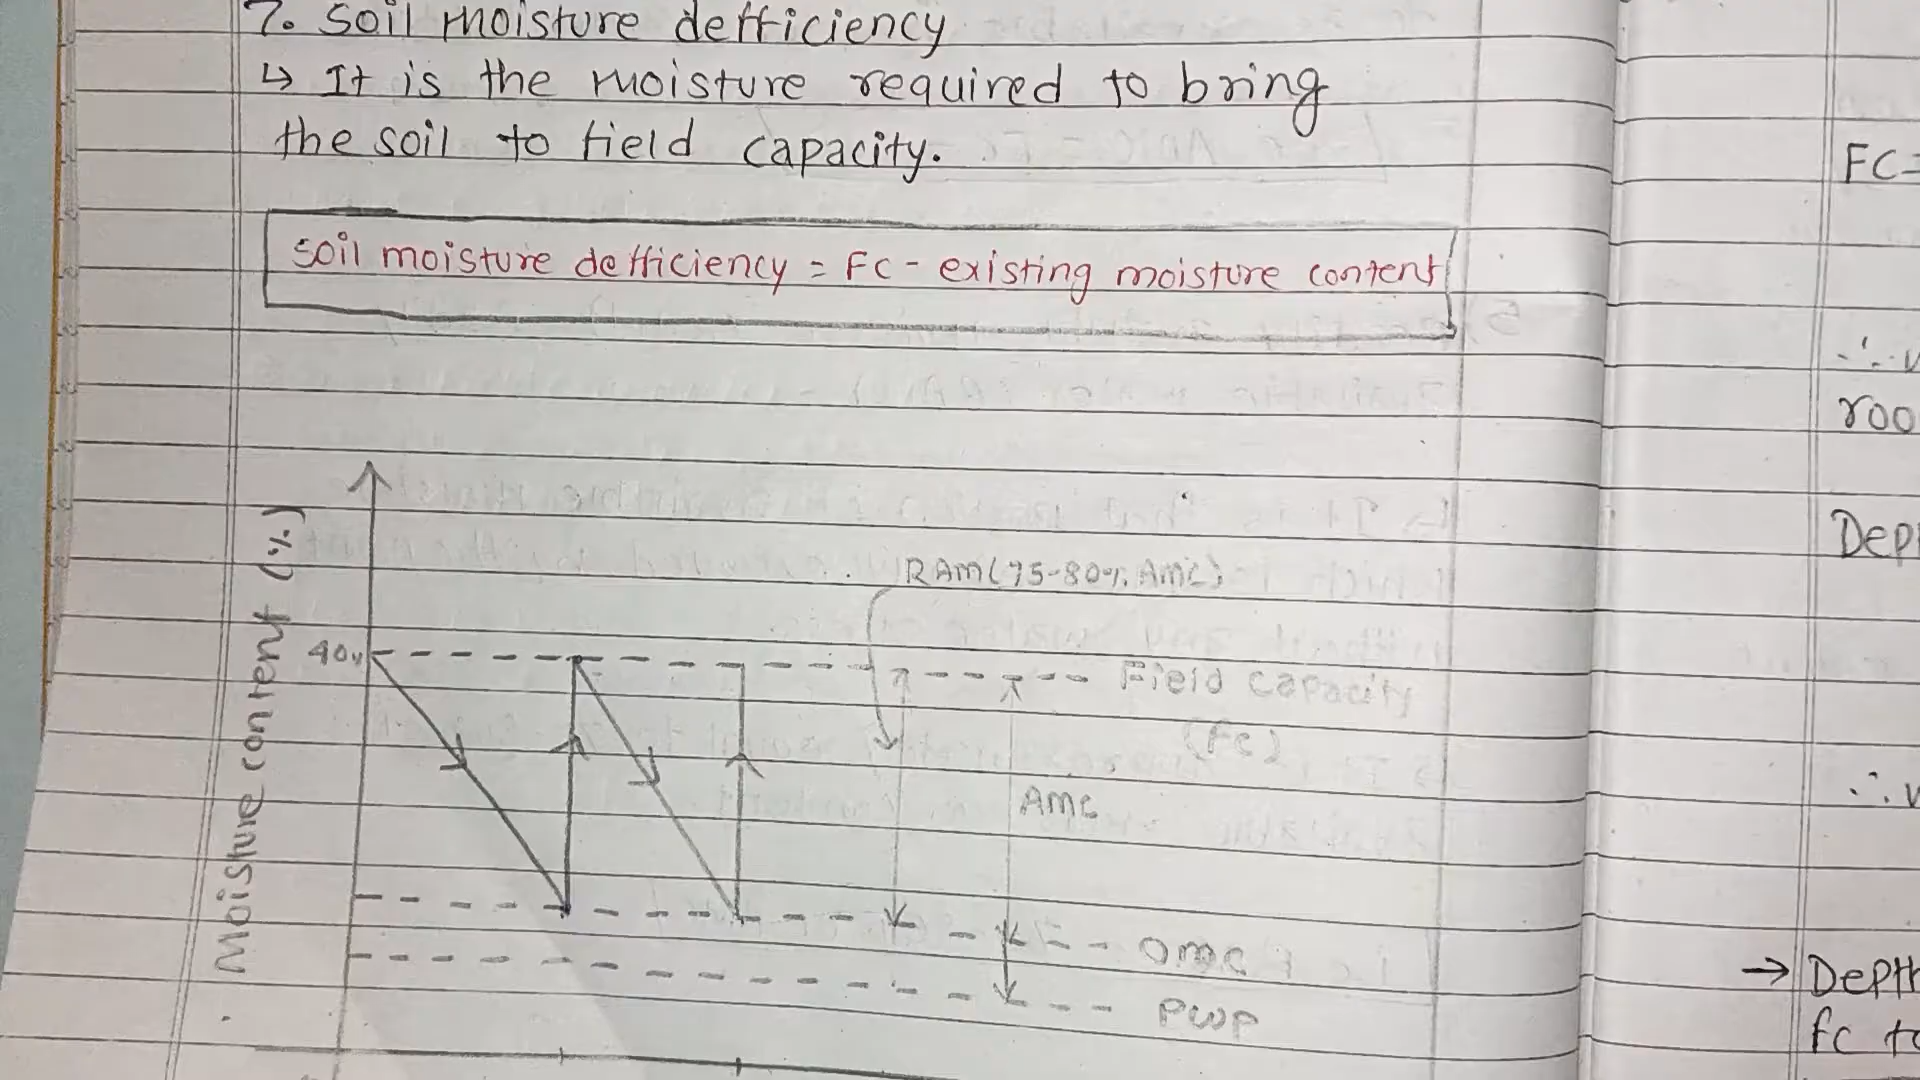 7. Soil moisture defficiency
↳ It is the moisture required to bring
the soil to field capacity.
soil moisture defficiency = FC - existing moisture content
Moisture content (%)
RAM (75-80% AMC)
Field capacity
(FC)
AMC
OMC
PWP
FC=
roo
Dep
→ Depth
fc to